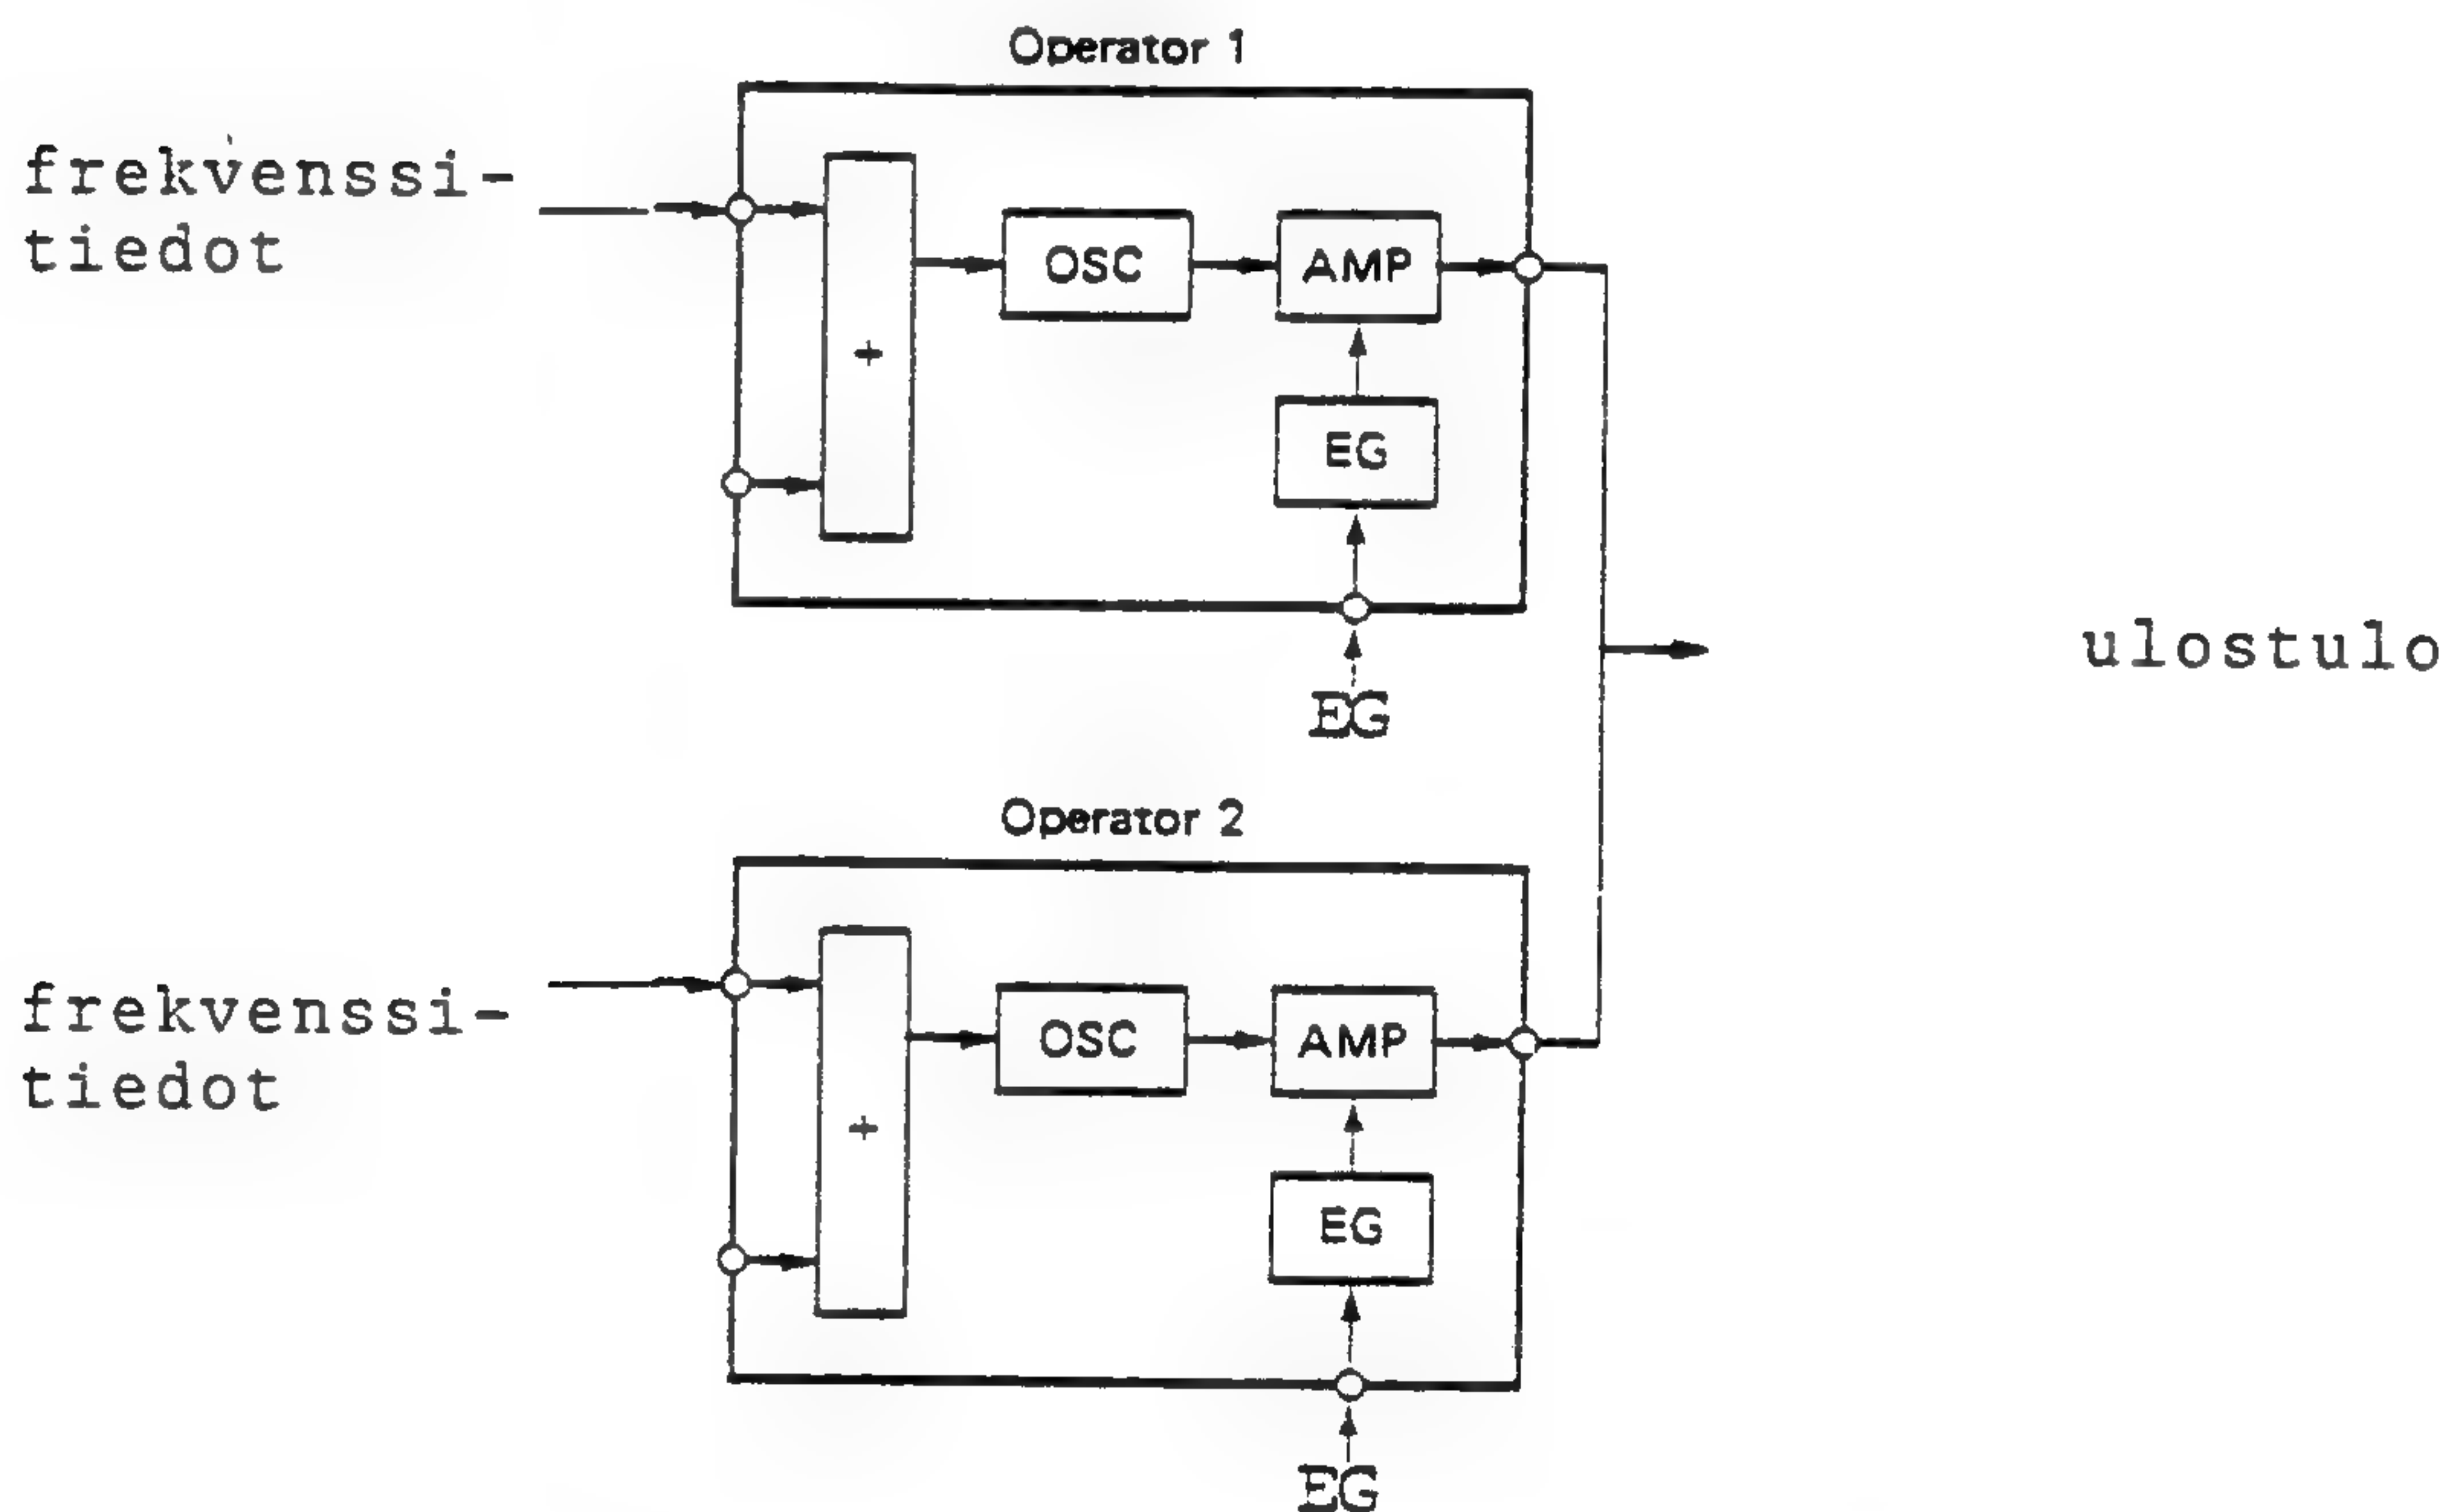 Operator 1
frekvenssi-
tiedot
OSC
AMP
+
EG
EG
ulostulo
Operator 2
frekvenssi-
tiedot
OSC
AMP
+
EG
EG